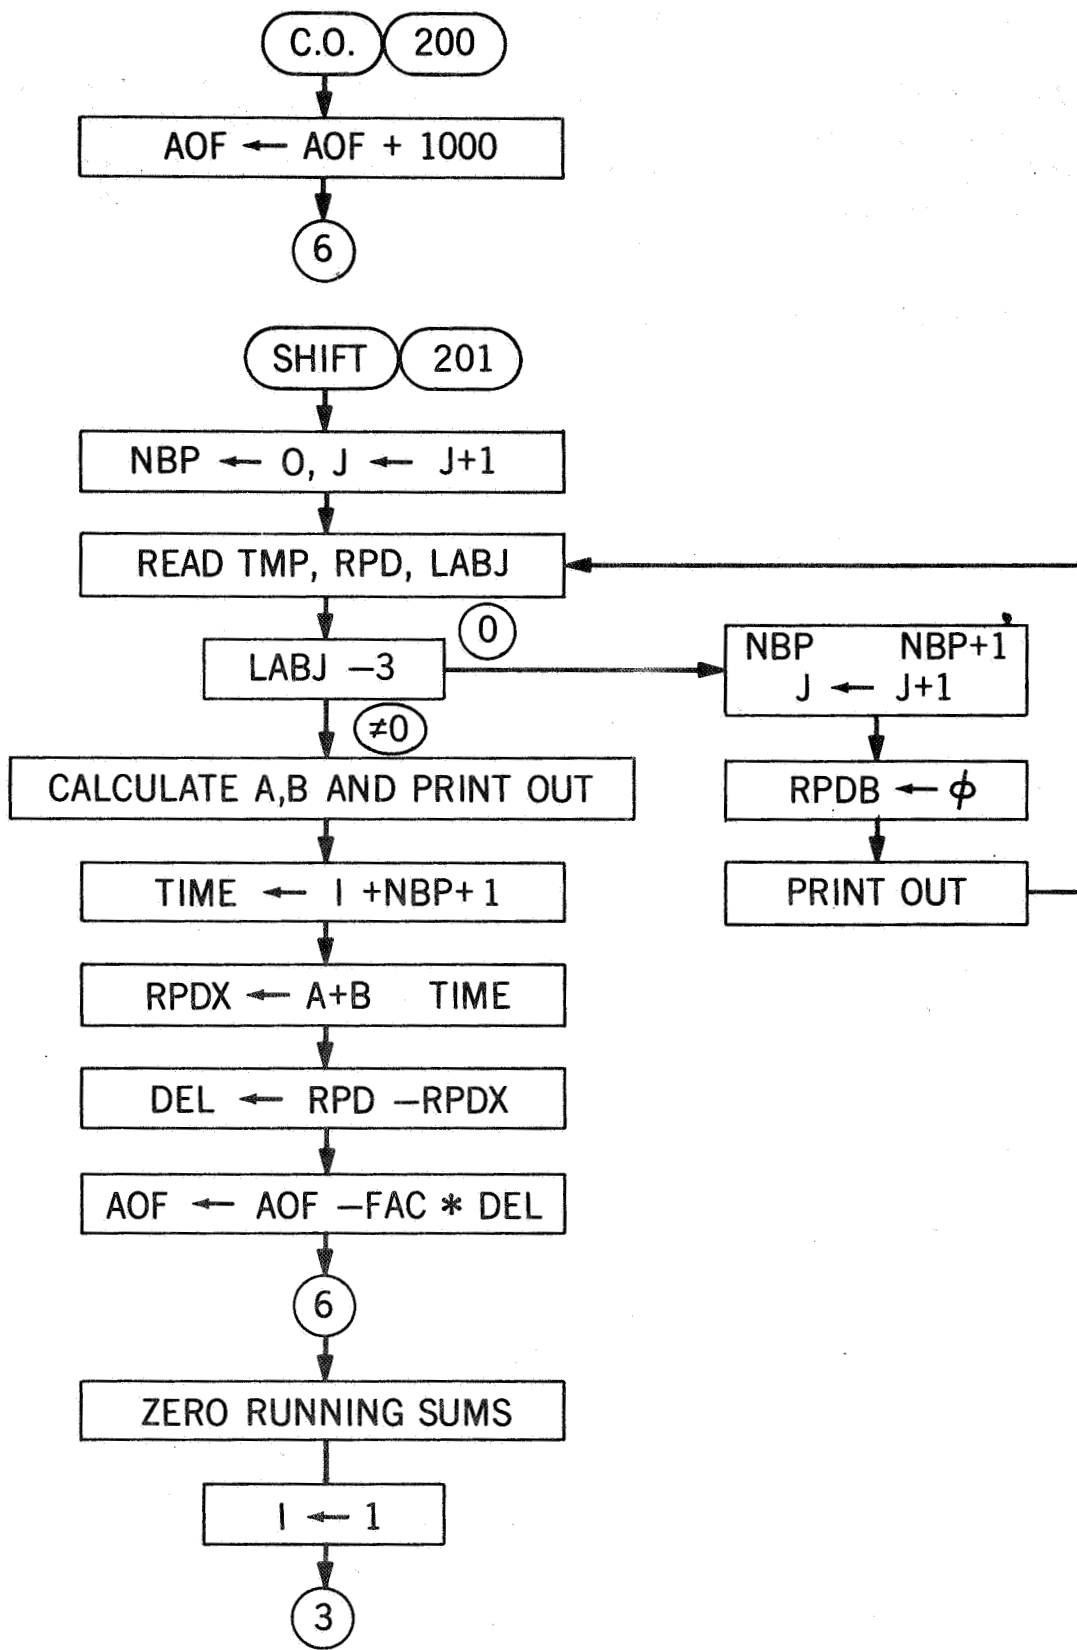 C.O. 200
AOF ← AOF + 1000
6
SHIFT 201
NBP ← 0, J ← J+1
READ TMP, RPD, LABJ
0
LABJ –3
≠0
NBP NBP+1
J ← J+1
RPDB ← ϕ
PRINT OUT
CALCULATE A,B AND PRINT OUT
TIME ← I +NBP+ 1
RPDX ← A+B TIME
DEL ← RPD –RPDX
AOF ← AOF –FAC * DEL
6
ZERO RUNNING SUMS
I ← 1
3